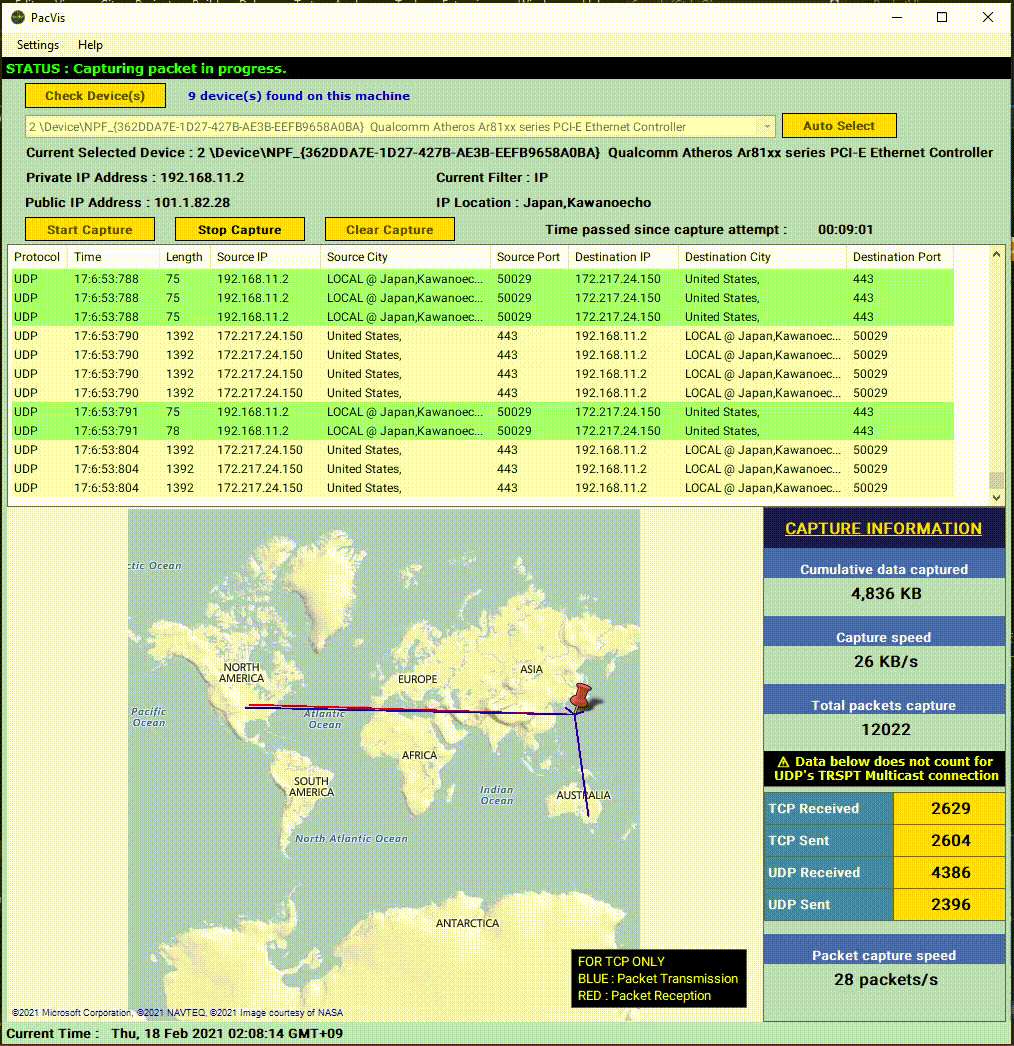 PacVis
Settings Help
STATUS : Capturing packet in progress.
Check Device(s) 9 device(s) found on this machine
2 \Device\NPF_{362DDA7E-1D27-427B-AE3B-EEFB9658A0BA} Qualcomm Atheros Ar81xx series PCI-E Ethernet Controller Auto Select
Current Selected Device : 2 \Device\NPF_{362DDA7E-1D27-427B-AE3B-EEFB9658A0BA} Qualcomm Atheros Ar81xx series PCI-E Ethernet Controller
Private IP Address : 192.168.11.2 Current Filter : IP
Public IP Address : 101.1.82.28 IP Location : Japan,Kawanoecho
Start Capture Stop Capture Clear Capture Time passed since capture attempt : 00:09:01
Protocol Time Length Source IP Source City Source Port Destination IP Destination City Destination Port
UDP 17:6:53:788 75 192.168.11.2 LOCAL @ Japan,Kawanoec... 50029 172.217.24.150 United States, 443
UDP 17:6:53:788 75 192.168.11.2 LOCAL @ Japan,Kawanoec... 50029 172.217.24.150 United States, 443
UDP 17:6:53:788 75 192.168.11.2 LOCAL @ Japan,Kawanoec... 50029 172.217.24.150 United States, 443
UDP 17:6:53:790 1392 172.217.24.150 United States, 443 192.168.11.2 LOCAL @ Japan,Kawanoec... 50029
UDP 17:6:53:790 1392 172.217.24.150 United States, 443 192.168.11.2 LOCAL @ Japan,Kawanoec... 50029
UDP 17:6:53:790 1392 172.217.24.150 United States, 443 192.168.11.2 LOCAL @ Japan,Kawanoec... 50029
UDP 17:6:53:790 1392 172.217.24.150 United States, 443 192.168.11.2 LOCAL @ Japan,Kawanoec... 50029
UDP 17:6:53:791 75 192.168.11.2 LOCAL @ Japan,Kawanoec... 50029 172.217.24.150 United States, 443
UDP 17:6:53:791 78 192.168.11.2 LOCAL @ Japan,Kawanoec... 50029 172.217.24.150 United States, 443
UDP 17:6:53:804 1392 172.217.24.150 United States, 443 192.168.11.2 LOCAL @ Japan,Kawanoec... 50029
UDP 17:6:53:804 1392 172.217.24.150 United States, 443 192.168.11.2 LOCAL @ Japan,Kawanoec... 50029
UDP 17:6:53:804 1392 172.217.24.150 United States, 443 192.168.11.2 LOCAL @ Japan,Kawanoec... 50029
ctic Ocean
NORTH
AMERICA
EUROPE
ASIA
Pacific
Ocean
Atlantic
Ocean
AFRICA
SOUTH
AMERICA
Indian
Ocean
AUSTRALIA
North Atlantic Ocean
ANTARCTICA
FOR TCP ONLY
BLUE : Packet Transmission
RED : Packet Reception
©2021 Microsoft Corporation, ©2021 NAVTEQ, ©2021 Image courtesy of NASA
CAPTURE INFORMATION
Cumulative data captured
4,836 KB
Capture speed
26 KB/s
Total packets capture
12022
⚠ Data below does not count for
UDP's TRSPT Multicast connection
TCP Received 2629
TCP Sent 2604
UDP Received 4386
UDP Sent 2396
Packet capture speed
28 packets/s
Current Time : Thu, 18 Feb 2021 02:08:14 GMT+09